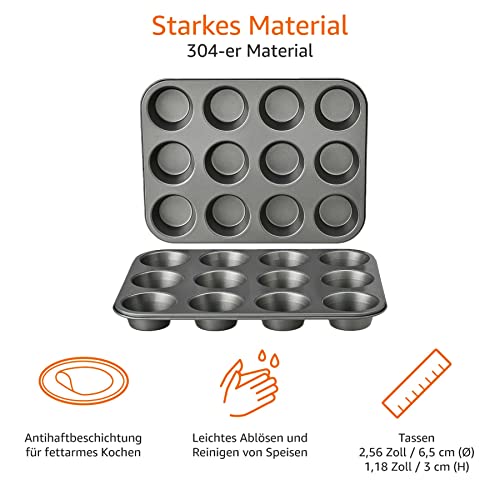 Starkes Material
304-er Material
Antihaftbeschichtung
für fettarmes Kochen
Leichtes Ablösen und
Reinigen von Speisen
Tassen
2,56 Zoll / 6,5 cm (Ø)
1,18 Zoll / 3 cm (H)